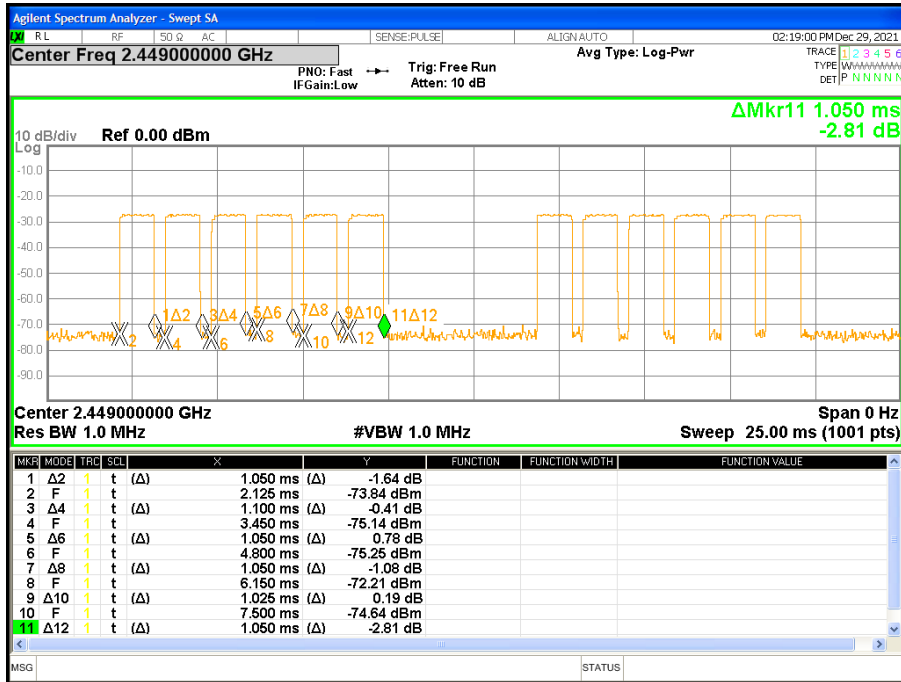 Agilent Spectrum Analyzer - Swept SA
LXI RL RF 50 Ω AC SENSE:PULSE ALIGN AUTO 02:19:00 PM Dec 29, 2021
Center Freq 2.449000000 GHz
PNO: Fast
IFGain:Low
Trig: Free Run
Atten: 10 dB
Avg Type: Log-Pwr
TRACE 1 2 3 4 5 6
TYPE
DET P N N N N N
ΔMkr11 1.050 ms
-2.81 dB
10 dB/div Ref 0.00 dBm
Log
-10.0
-20.0
-30.0
-40.0
-50.0
-60.0
-70.0
-80.0
-90.0
1Δ2 3Δ4 5Δ6 7Δ8 9Δ10 11Δ12
2 4 6 8 10 12
Center 2.449000000 GHz Span 0 Hz
Res BW 1.0 MHz #VBW 1.0 MHz Sweep 25.00 ms (1001 pts)
MKR MODE TRC SCL X Y FUNCTION FUNCTION WIDTH FUNCTION VALUE
1 Δ2 1 t (Δ) 1.050 ms (Δ) -1.64 dB
2 F 1 t 2.125 ms -73.84 dBm
3 Δ4 1 t (Δ) 1.100 ms (Δ) -0.41 dB
4 F 1 t 3.450 ms -75.14 dBm
5 Δ6 1 t (Δ) 1.050 ms (Δ) 0.78 dB
6 F 1 t 4.800 ms -75.25 dBm
7 Δ8 1 t (Δ) 1.050 ms (Δ) -1.08 dB
8 F 1 t 6.150 ms -72.21 dBm
9 Δ10 1 t (Δ) 1.025 ms (Δ) 0.19 dB
10 F 1 t 7.500 ms -74.64 dBm
11 Δ12 1 t (Δ) 1.050 ms (Δ) -2.81 dB
MSG STATUS